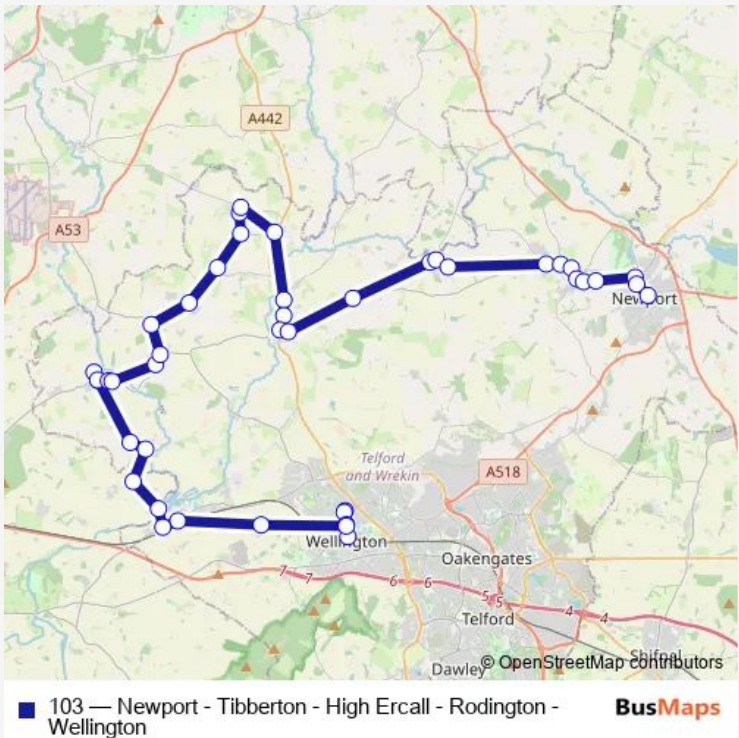 A442
A53
Newport
Telford
and Wrekin
A518
Wellington
Oakengates
7
7
6
6
5
5
4
4
Telford
Shifnal
Dawley
© OpenStreetMap contributors
103 — Newport - Tibberton - High Ercall - Rodington -
Wellington
BusMaps